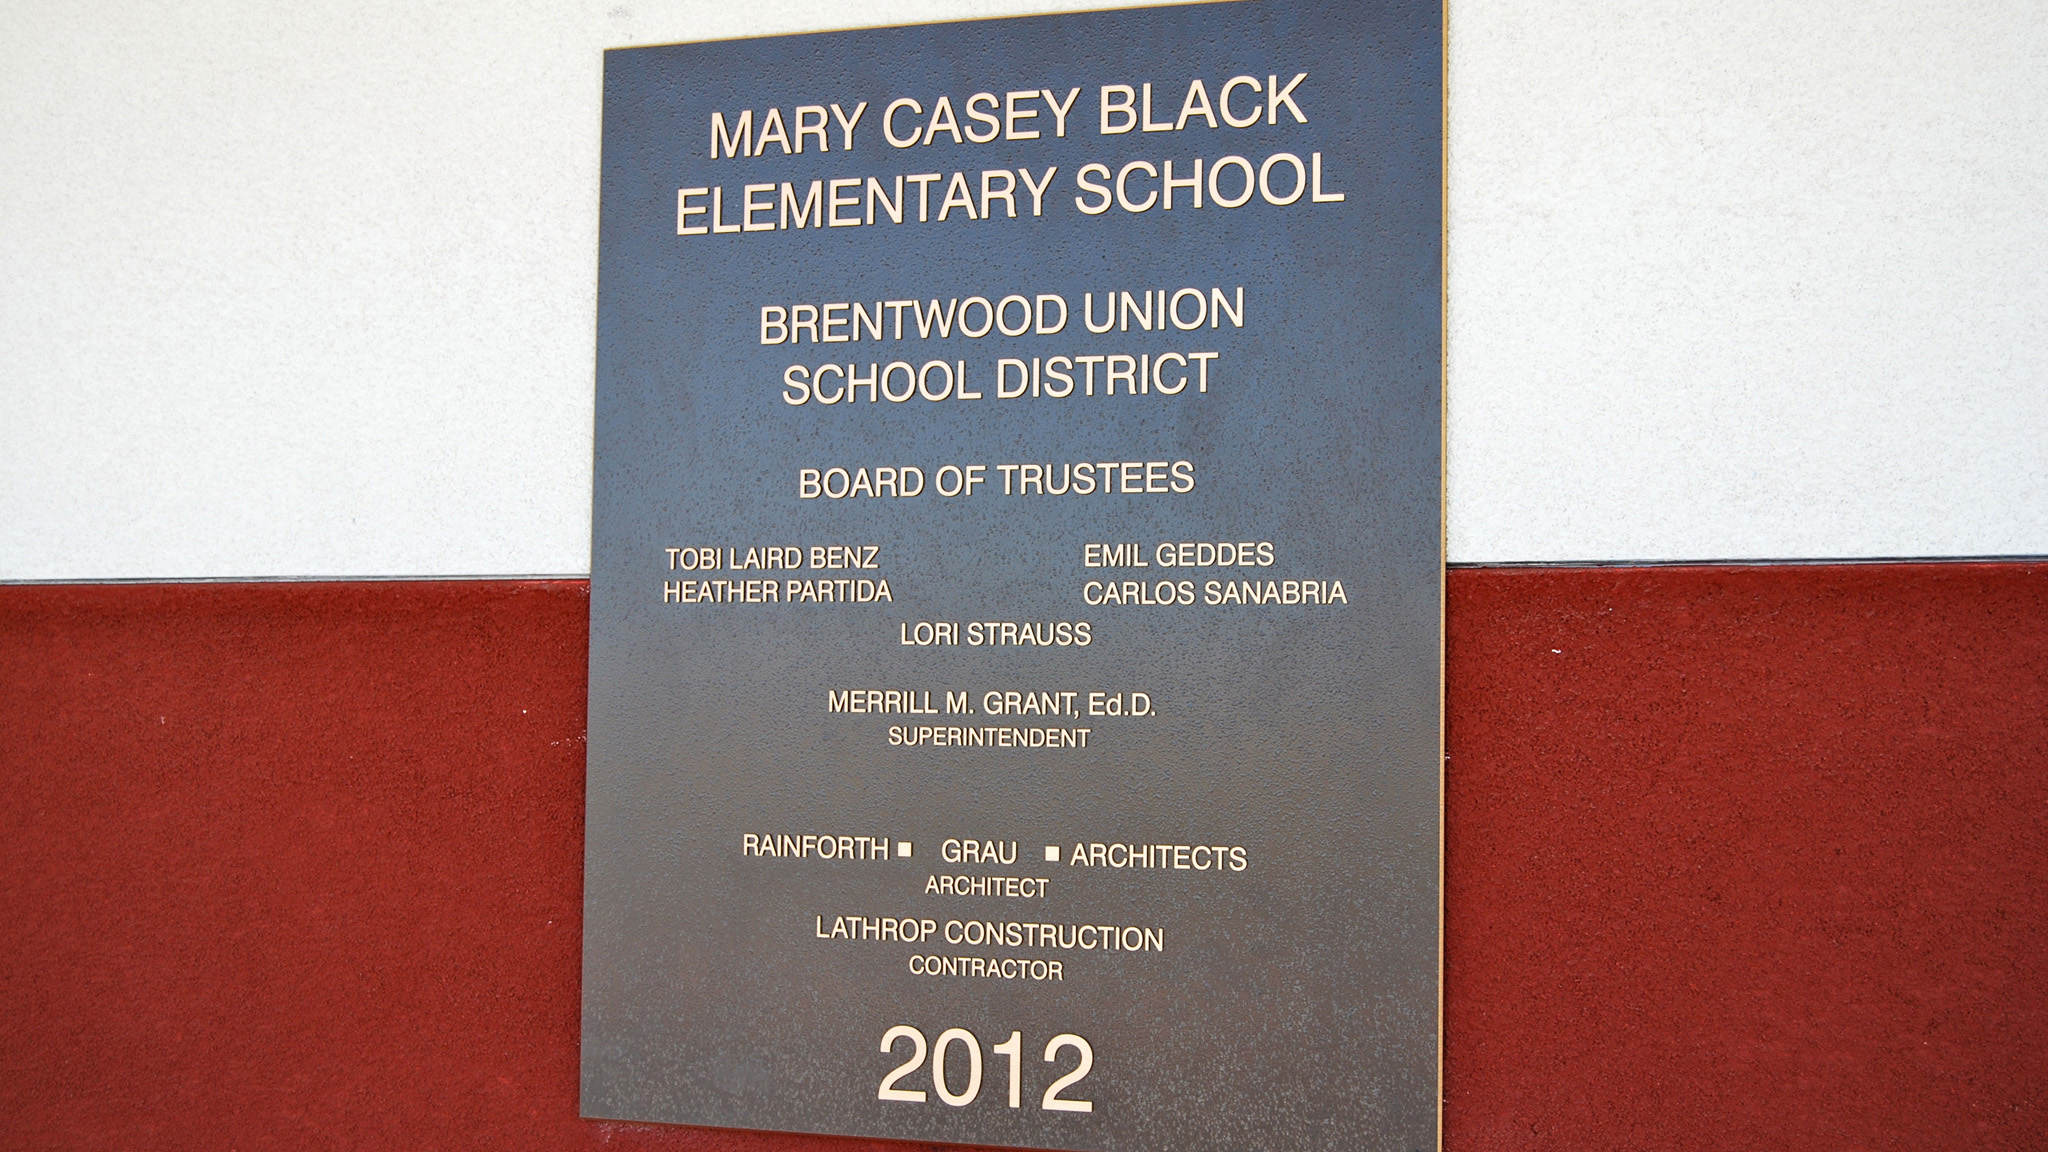 MARY CASEY BLACK
ELEMENTARY SCHOOL
BRENTWOOD UNION
SCHOOL DISTRICT
BOARD OF TRUSTEES
TOBI LAIRD BENZ EMIL GEDDES
HEATHER PARTIDA CARLOS SANABRIA
LORI STRAUSS
MERRILL M. GRANT, Ed.D.
SUPERINTENDENT
RAINFORTH ▪ GRAU ▪ ARCHITECTS
ARCHITECT
LATHROP CONSTRUCTION
CONTRACTOR
2012